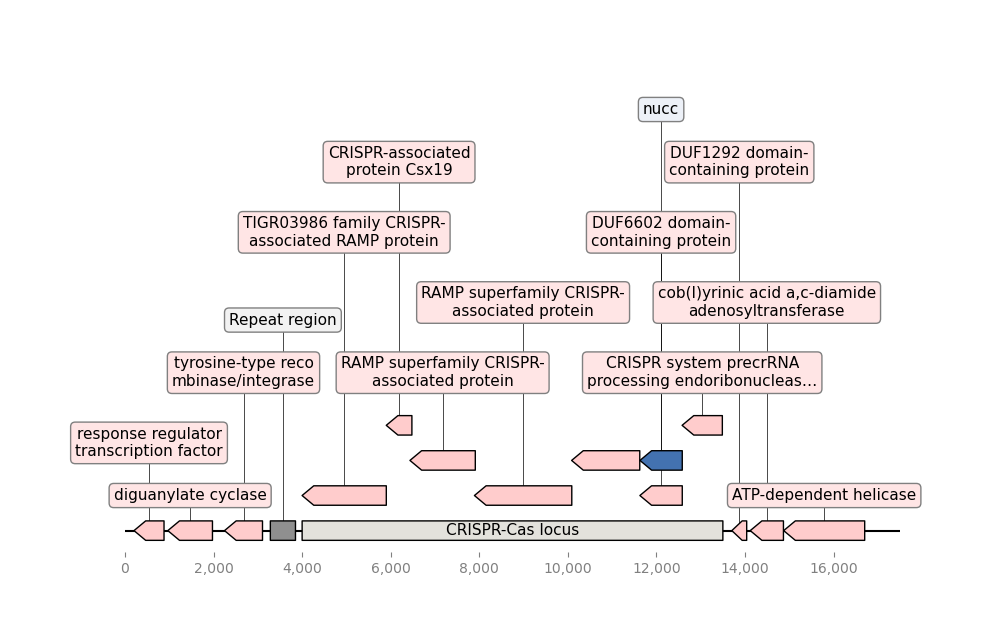 nucc
CRISPR-associated
protein Csx19
DUF1292 domain-
containing protein
TIGR03986 family CRISPR-
associated RAMP protein
DUF6602 domain-
containing protein
RAMP superfamily CRISPR-
associated protein
cob(I)yrinic acid a,c-diamide
adenosyltransferase
Repeat region
tyrosine-type reco
mbinase/integrase
RAMP superfamily CRISPR-
associated protein
CRISPR system precrRNA
processing endoribonucleas...
response regulator
transcription factor
diguanylate cyclase
ATP-dependent helicase
CRISPR-Cas locus
0 2,000 4,000 6,000 8,000 10,000 12,000 14,000 16,000